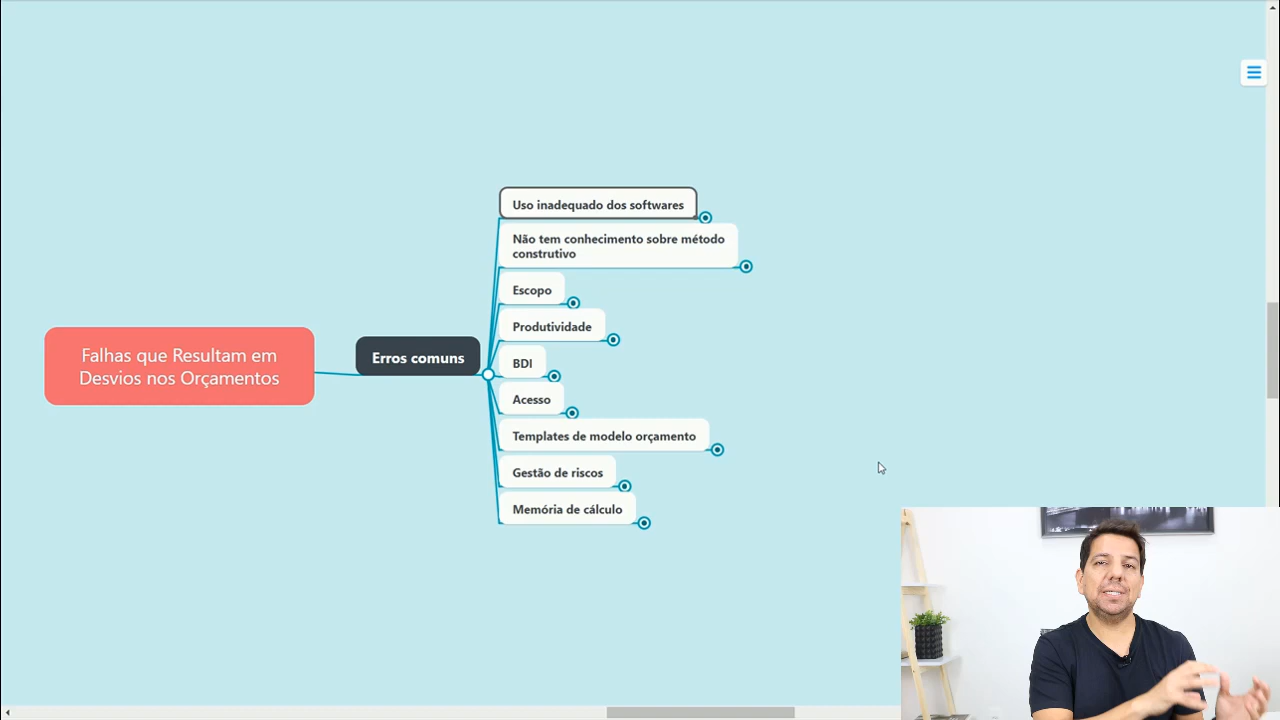 Uso inadequado dos softwares
Não tem conhecimento sobre método
construtivo
Escopo
Produtividade
Falhas que Resultam em
Desvios nos Orçamentos
Erros comuns
BDI
Acesso
Templates de modelo orçamento
Gestão de riscos
Memória de cálculo